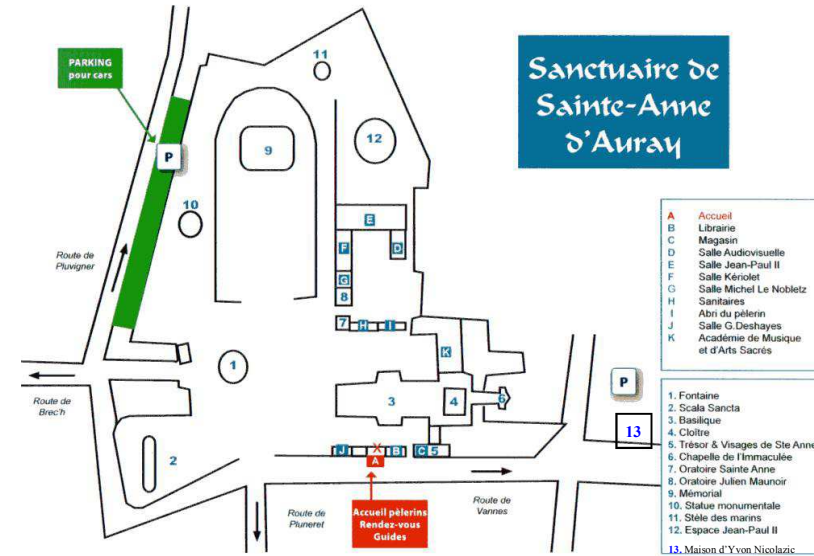 PARKING
pour cars
P
Sanctuaire de
Sainte-Anne
d'Auray
11
12
9
10
E
F
D
G
8
7
H
I
K
1
2
3
4
6
J
X
B
C
5
A
P
13
Route de
Pluvigner
Route de
Brec'h
Route de
Pluneret
Route de
Vannes
Accueil pèlerins
Rendez-vous
Guides
A Accueil
B Librairie
C Magasin
D Salle Audiovisuelle
E Salle Jean-Paul II
F Salle Kériolet
G Salle Michel Le Nobletz
H Sanitaires
I Abri du pèlerin
J Salle G.Deshayes
K Académie de Musique
et d'Arts Sacrés
1. Fontaine
2. Scala Sancta
3. Basilique
4. Cloître
5. Trésor & Visages de Ste Anne
6. Chapelle de l'Immaculée
7. Oratoire Sainte Anne
8. Oratoire Julien Maunoir
9. Mémorial
10. Statue monumentale
11. Stèle des marins
12. Espace Jean-Paul II
13. Maison d'Yvon Nicolazic